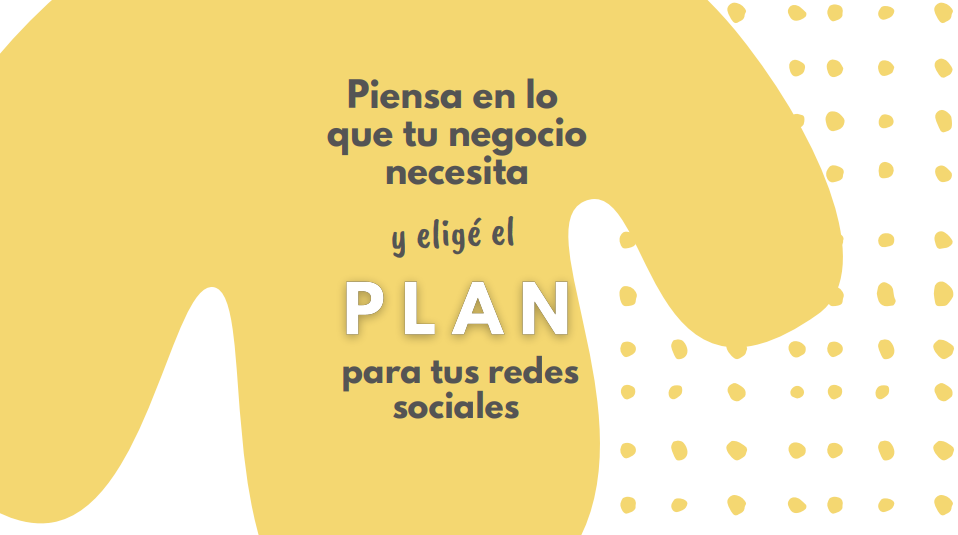 Piensa en lo
que tu negocio
necesita
y eligé el
PLAN
para tus redes
sociales